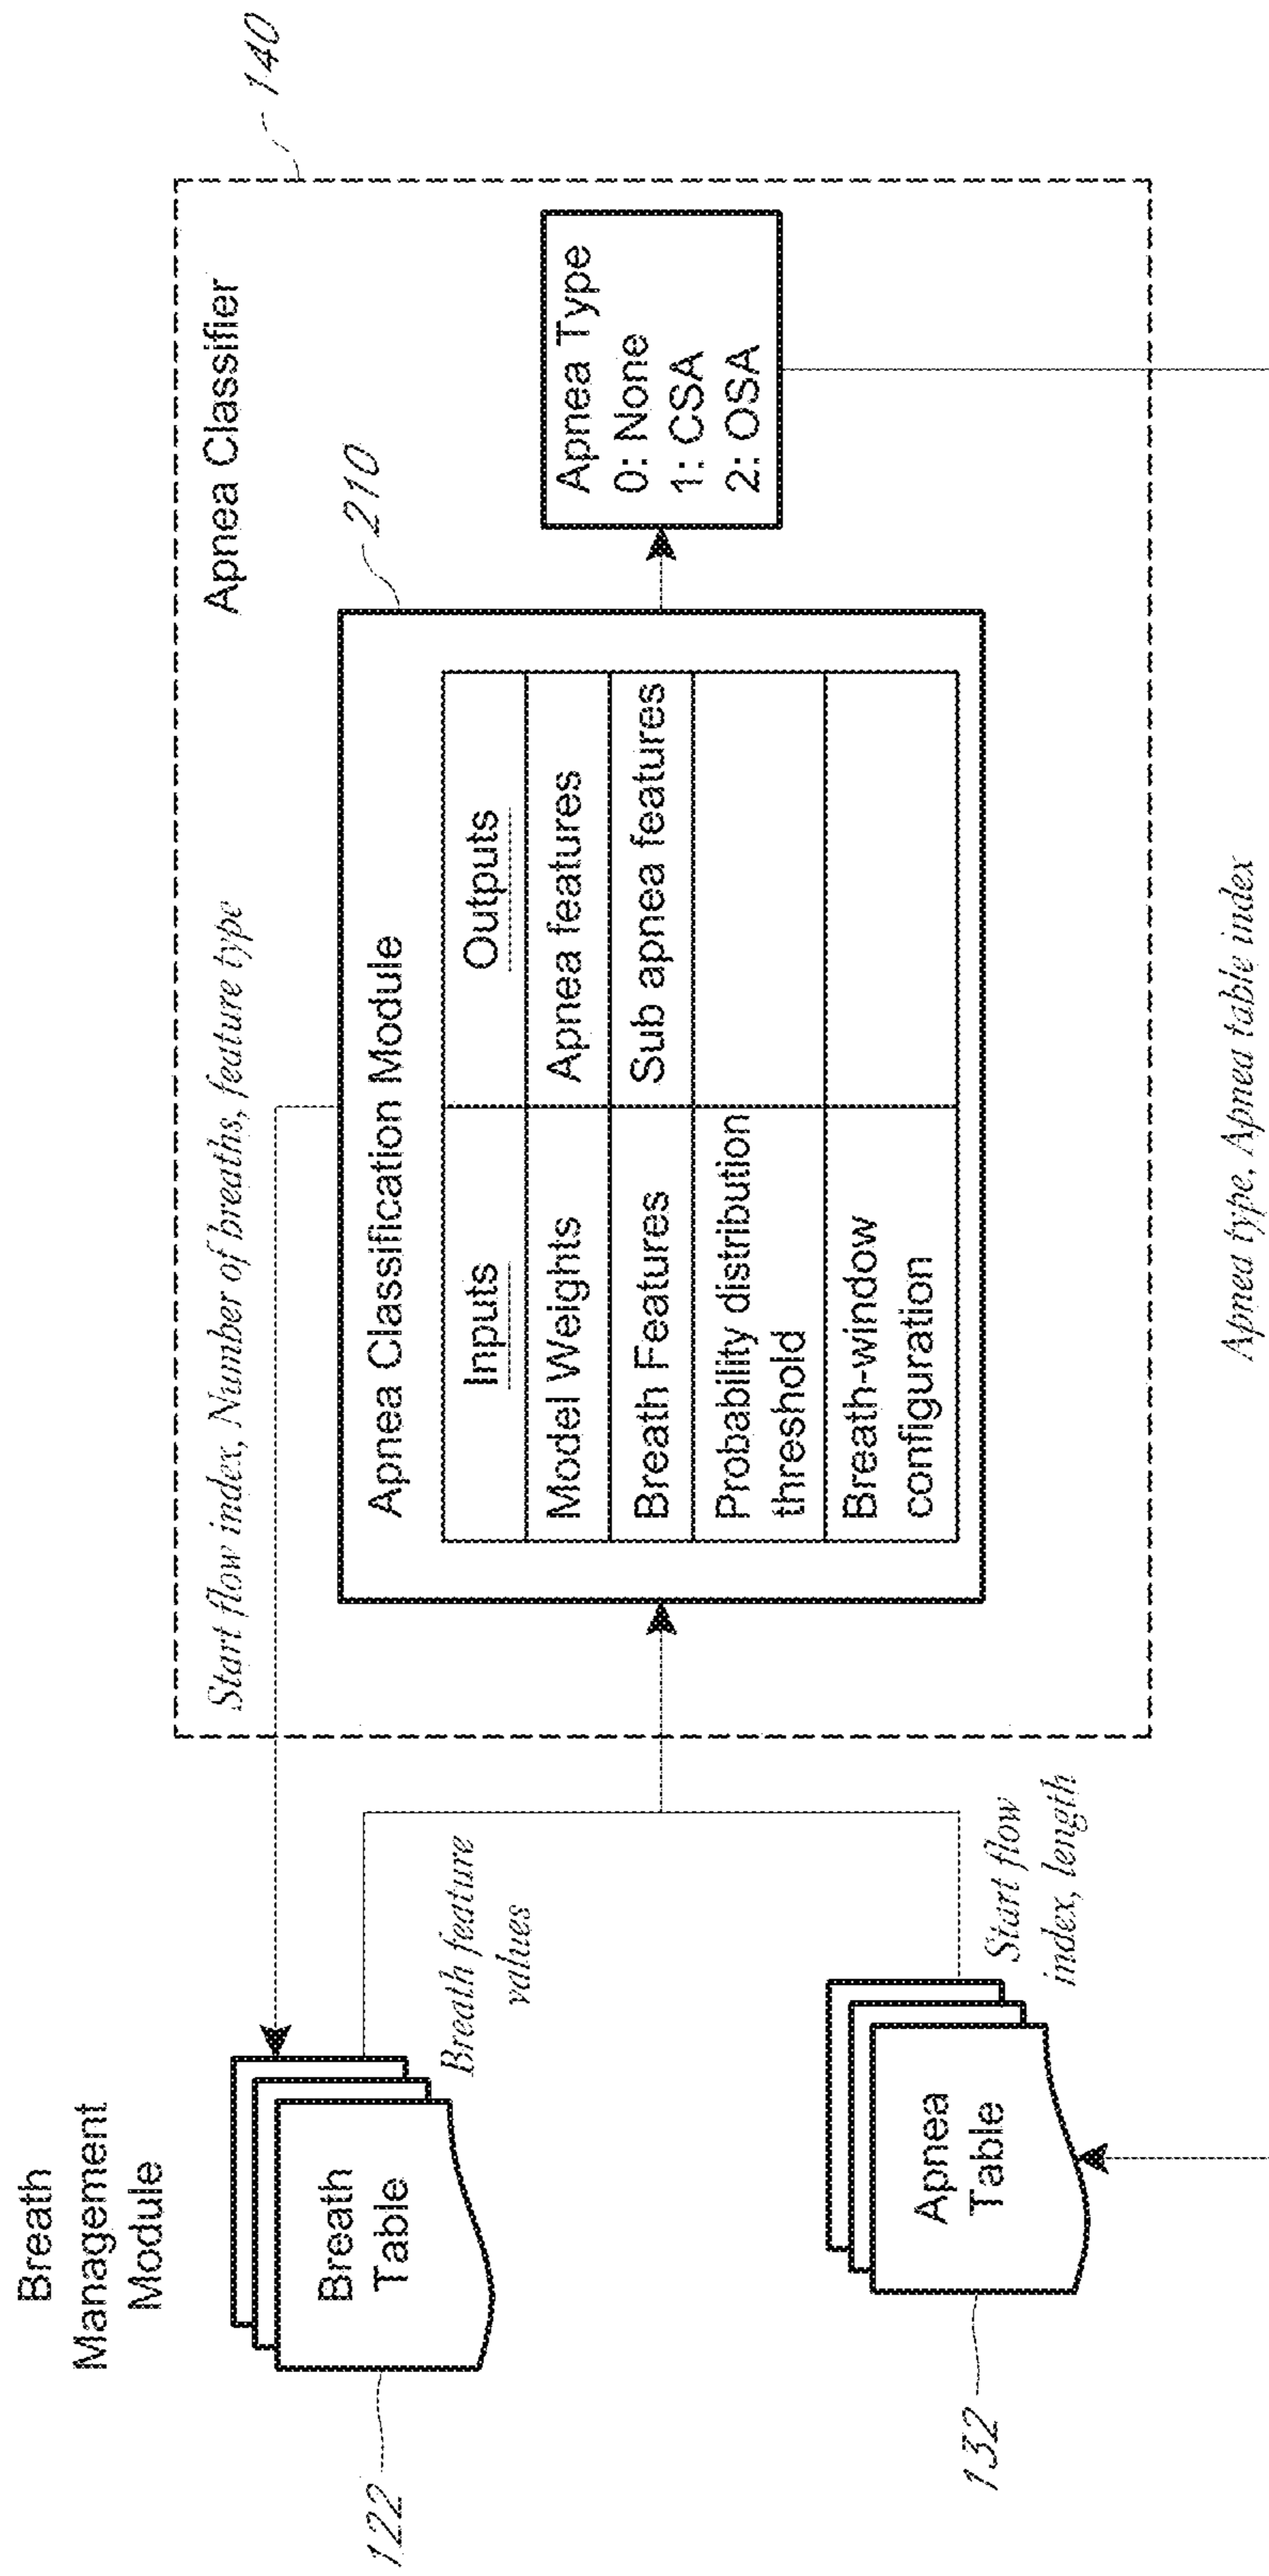 Breath
Management
Module
Breath
Table
122
Breath feature
values
Apnea
Table
132
Start flow
index, length
Start flow index, Number of breaths, feature type
Apnea Classifier
140
Apnea Classification Module
210
Inputs
Outputs
Model Weights
Apnea features
Breath Features
Sub apnea features
Probability distribution
threshold
Breath-window
configuration
Apnea Type
0: None
1: CSA
2: OSA
Apnea type, Apnea table index